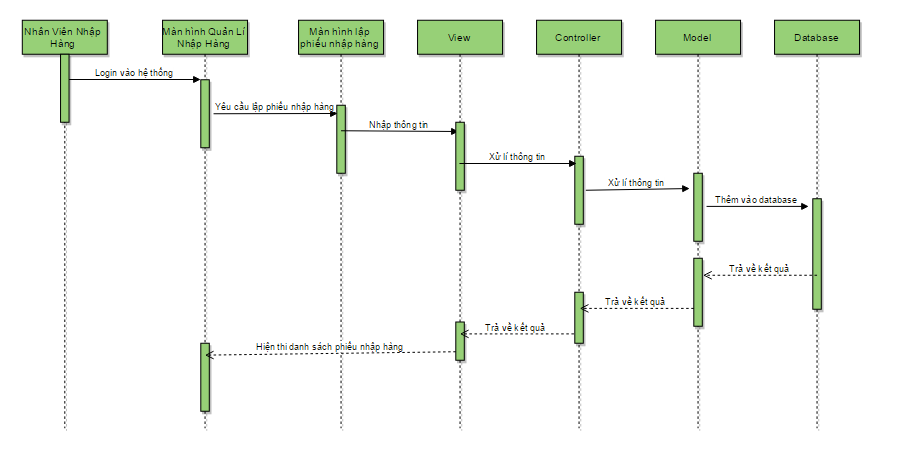 Nhân Viên Nhập
Hàng
Màn hình Quản Lí
Nhập Hàng
Màn hình lập
phiếu nhập hàng
View
Controller
Model
Database
Login vào hệ thống
Yêu cầu lập phiếu nhập hàng
Nhập thông tin
Xử lí thông tin
Xử lí thông tin
Thêm vào database
Trả về kết quả
Trả về kết quả
Trả về kết quả
Hiện thi danh sách phiếu nhập hàng